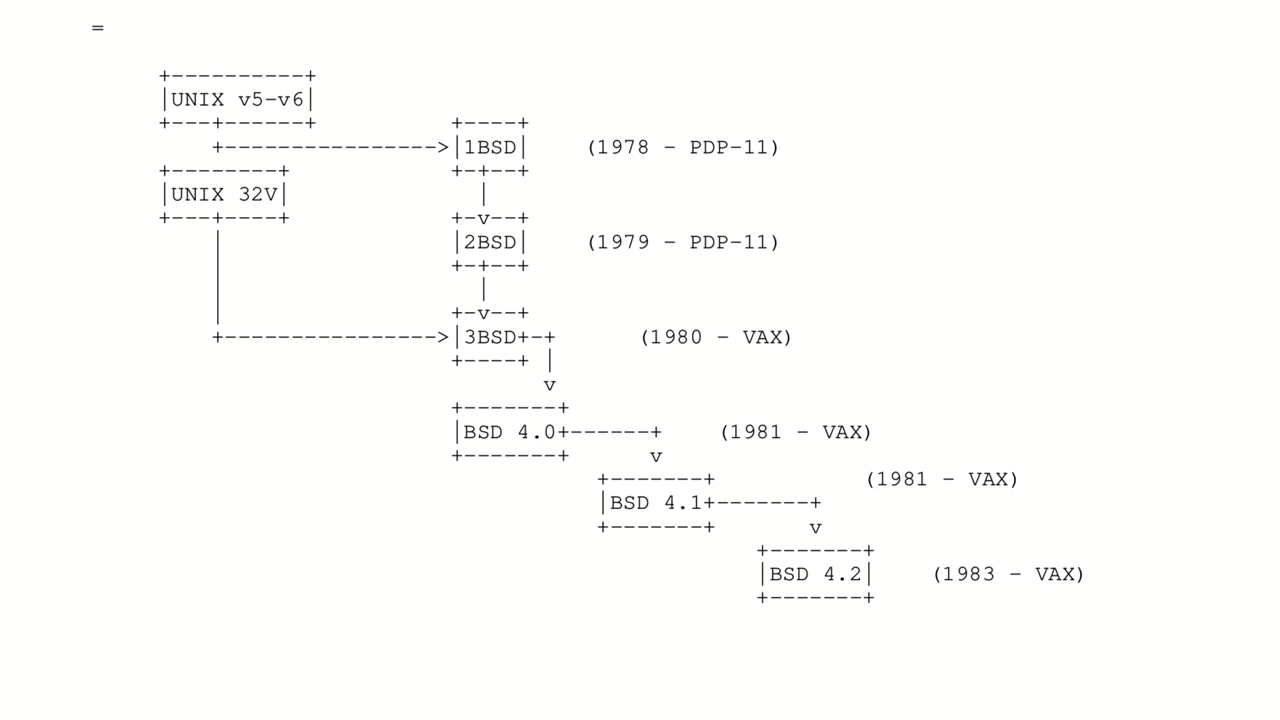 =
+----------+
|UNIX v5-v6|
+---+------+          +----+
    +---------------->|1BSD|    (1978 - PDP-11)
+--------+            +-+--+
|UNIX 32V|              |
+---+----+            +-v--+
    |                 |2BSD|    (1979 - PDP-11)
    |                 +-+--+
    |                   |
    |                 +-v--+
    +---------------->|3BSD+-+      (1980 - VAX)
                      +----+ |
                             v
                      +-------+
                      |BSD 4.0+------+    (1981 - VAX)
                      +-------+      v
                                 +-------+           (1981 - VAX)
                                 |BSD 4.1+-------+
                                 +-------+       v
                                             +-------+
                                             |BSD 4.2|    (1983 - VAX)
                                             +-------+